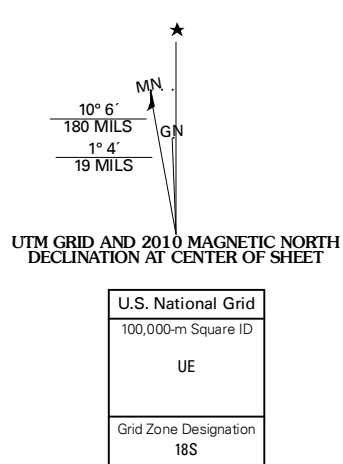 MN
10° 6´
180 MILS
GN
1° 4´
19 MILS
UTM GRID AND 2010 MAGNETIC NORTH
DECLINATION AT CENTER OF SHEET
U.S. National Grid
100,000-m Square ID
UE
Grid Zone Designation
18S